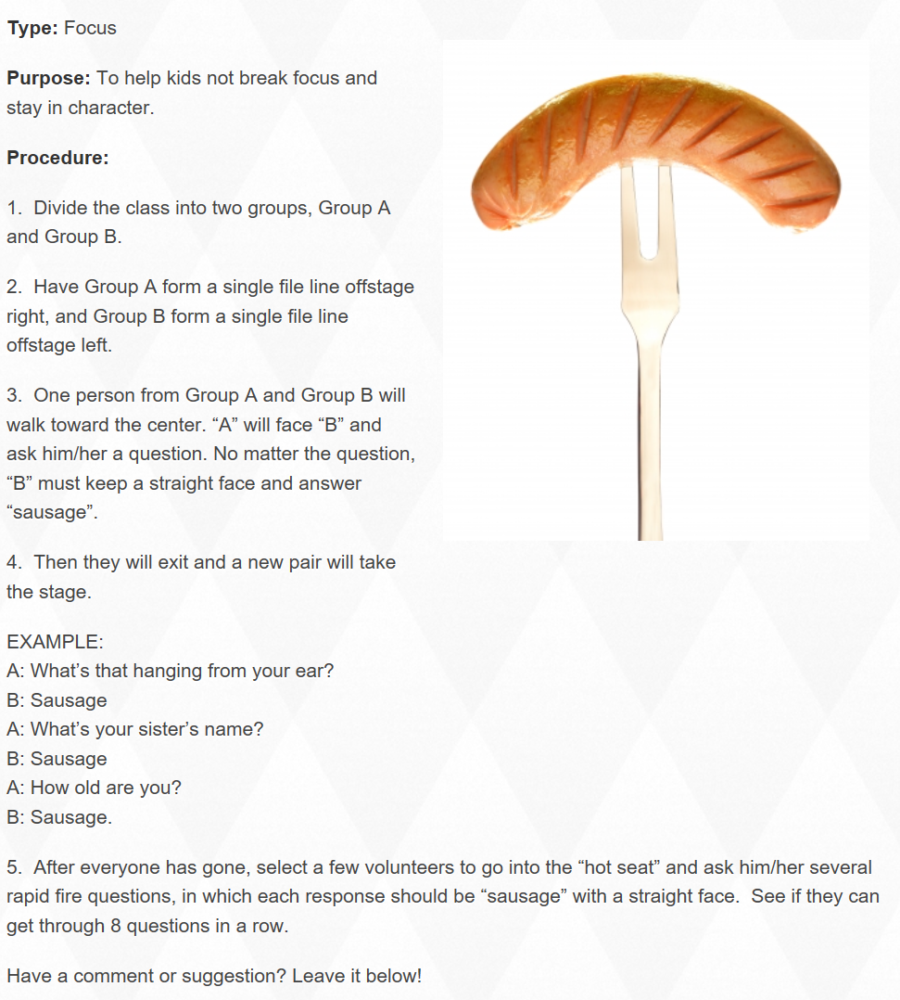 Type: Focus
Purpose: To help kids not break focus and
stay in character.
Procedure:
1.  Divide the class into two groups, Group A
and Group B.
2.  Have Group A form a single file line offstage
right, and Group B form a single file line
offstage left.
3.  One person from Group A and Group B will
walk toward the center. “A” will face “B” and
ask him/her a question. No matter the question,
“B” must keep a straight face and answer
“sausage”.
4.  Then they will exit and a new pair will take
the stage.
EXAMPLE:
A: What’s that hanging from your ear?
B: Sausage
A: What’s your sister’s name?
B: Sausage
A: How old are you?
B: Sausage.
5.  After everyone has gone, select a few volunteers to go into the “hot seat” and ask him/her several
rapid fire questions, in which each response should be “sausage” with a straight face.  See if they can
get through 8 questions in a row.
Have a comment or suggestion? Leave it below!